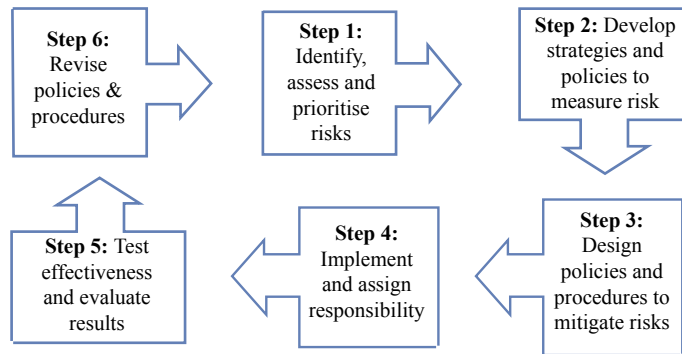 Step 6:
Revise
policies &
procedures
Step 1:
Identify,
assess and
prioritise
risks
Step 2: Develop
strategies and
policies to
measure risk
Step 3:
Design
policies and
procedures to
mitigate risks
Step 4:
Implement
and assign
responsibility
Step 5: Test
effectiveness
and evaluate
results